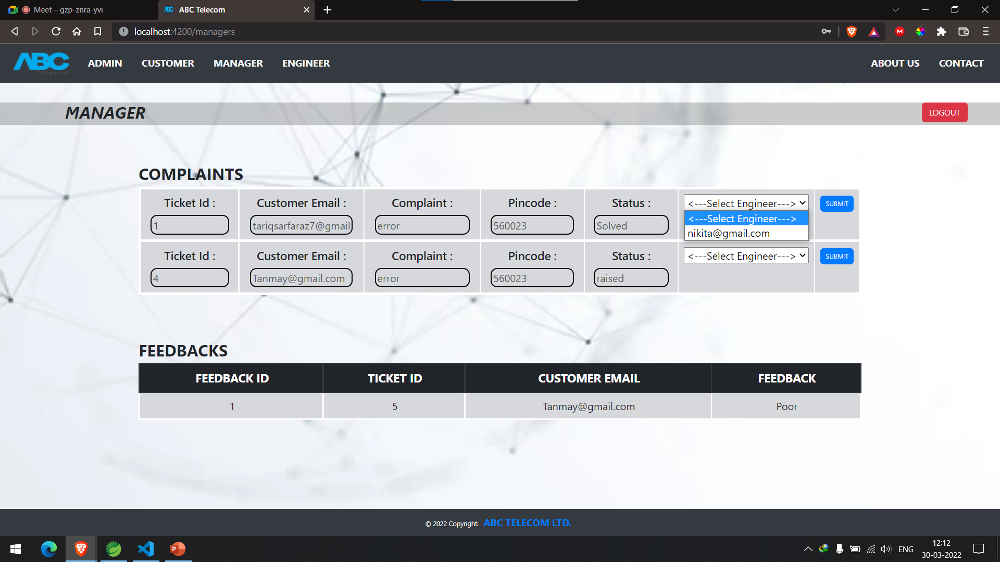 Meet – gzp-znra-yvi
ABC Telecom
localhost:4200/managers
ABC Telecom
ADMIN
CUSTOMER
MANAGER
ENGINEER
ABOUT US
CONTACT
MANAGER
LOGOUT
COMPLAINTS
Ticket Id : Customer Email : Complaint : Pincode : Status : <---Select Engineer---> SUBMIT
<---Select Engineer--->
1 tariqsarfaraz7@gmail error 560023 Solved
nikita@gmail.com
Ticket Id : Customer Email : Complaint : Pincode : Status : <---Select Engineer---> SUBMIT
4 Tanmay@gmail.com error 560023 raised
FEEDBACKS
FEEDBACK ID TICKET ID CUSTOMER EMAIL FEEDBACK
1 5 Tanmay@gmail.com Poor
© 2022 Copyright: ABC TELECOM LTD.
ENG
12:12
30-03-2022